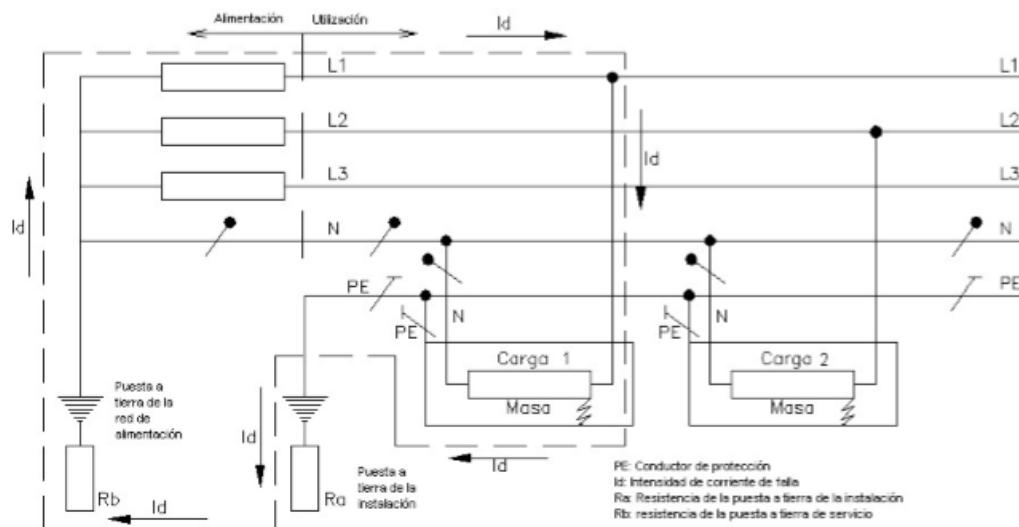 Alimentación
Utilización
Id
L1
L1
L2
L2
Id
L3
L3
Id
N
N
PE
PE
PE
N
PE
Carga 1
Carga 2
Masa
Masa
Puesta a
tierra de la
red de
alimentación
Id
Id
PE: Conductor de protección
Id: Intensidad de corriente de falla
Puesta a
tierra de la
instalación
Ra: Resistencia de la puesta a tierra de la instalación
Rb
Ra
Rb: resistencia de la puesta a tierra de servicio
Id